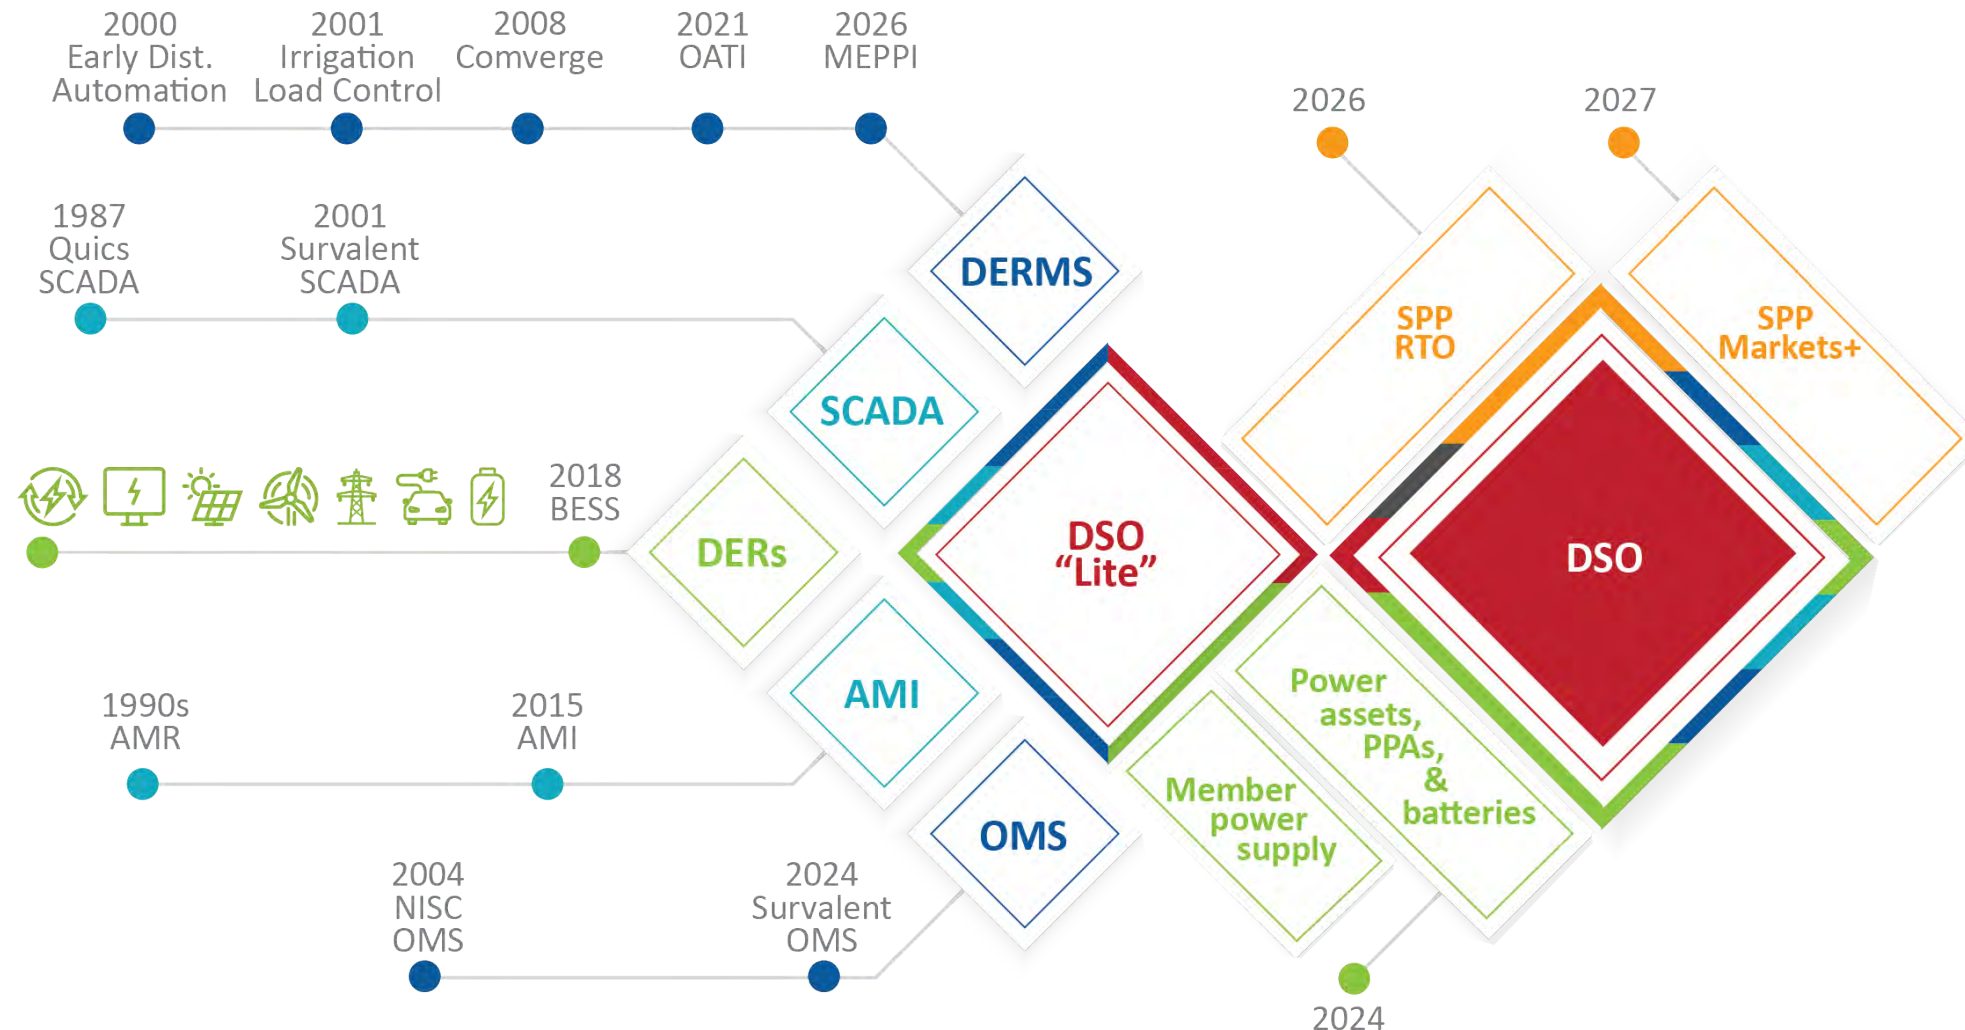 2000
Early Dist.
Automation
2001
Irrigation
Load Control
2008
Comverge
2021
OATI
2026
MEPPI
2026
2027
1987
Quics
SCADA
2001
Survalent
SCADA
DERMS
SPP
RTO
SPP
Markets+
SCADA
2018
BESS
DERs
DSO
“Lite”
DSO
1990s
AMR
2015
AMI
AMI
Power
assets,
PPAs,
&
batteries
Member
power
supply
OMS
2004
NISC
OMS
2024
Survalent
OMS
2024